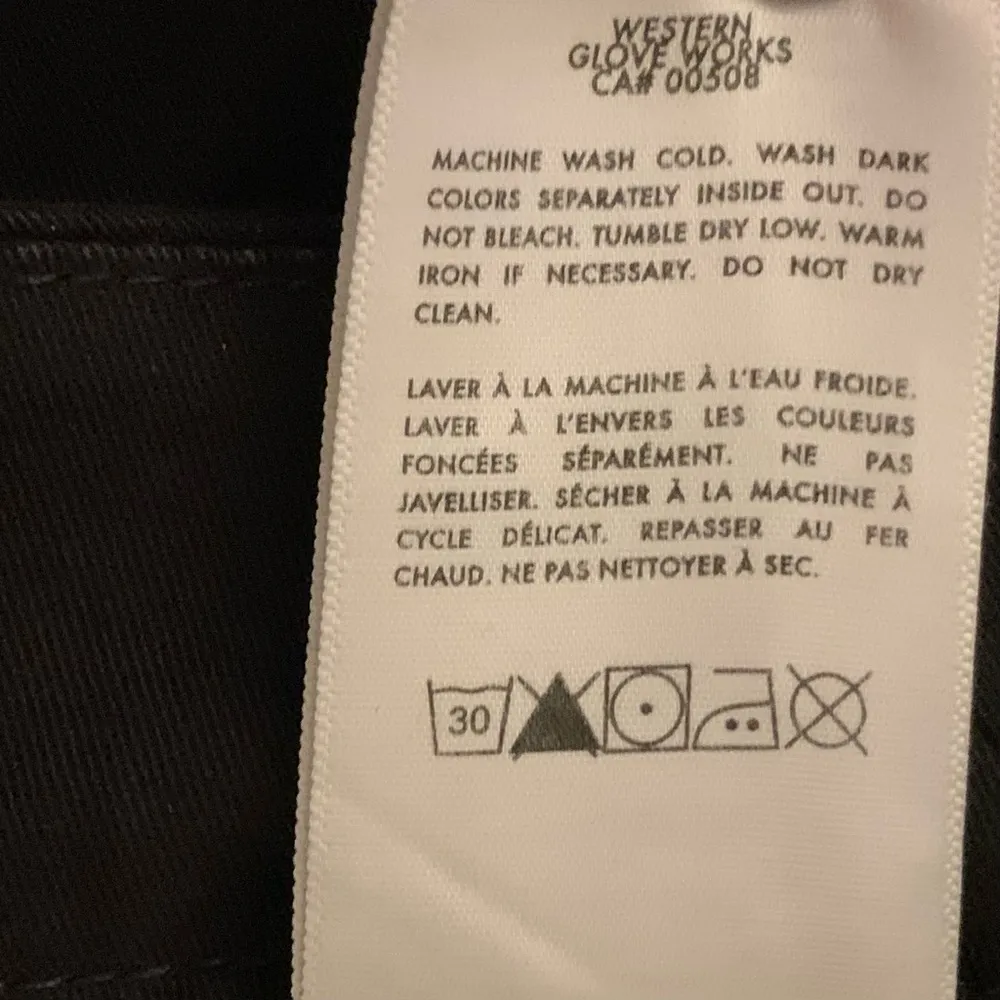 WESTERN
GLOVE WORKS
CA# 00508
MACHINE WASH COLD. WASH DARK
COLORS SEPARATELY INSIDE OUT. DO
NOT BLEACH. TUMBLE DRY LOW. WARM
IRON IF NECESSARY. DO NOT DRY
CLEAN.
LAVER À LA MACHINE À L'EAU FROIDE.
LAVER À L'ENVERS LES COULEURS
FONCÉES SÉPARÉMENT. NE PAS
JAVELLISER. SÉCHER À LA MACHINE À
CYCLE DÉLICAT. REPASSER AU FER
CHAUD. NE PAS NETTOYER À SEC.
30